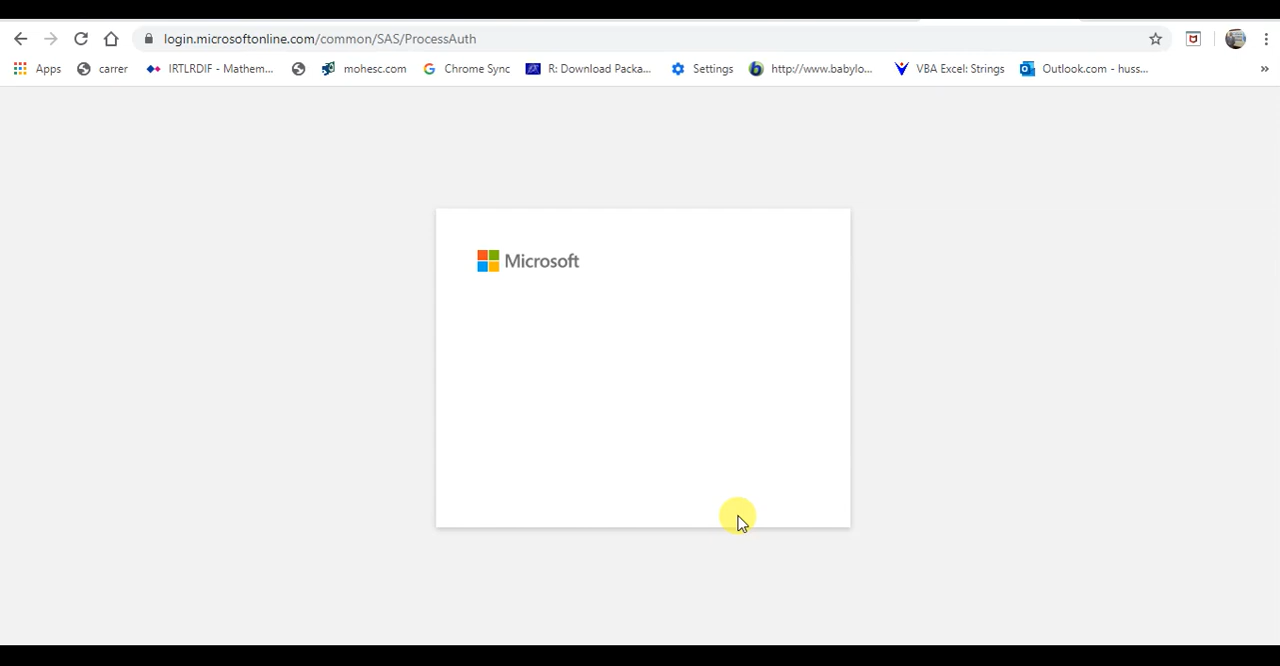 login.microsoftonline.com/common/SAS/ProcessAuth
Apps carrer IRTLRDIF - Mathem... mohesc.com Chrome Sync R: Download Packa... Settings http://www.babylo... VBA Excel: Strings Outlook.com - huss... »
Microsoft